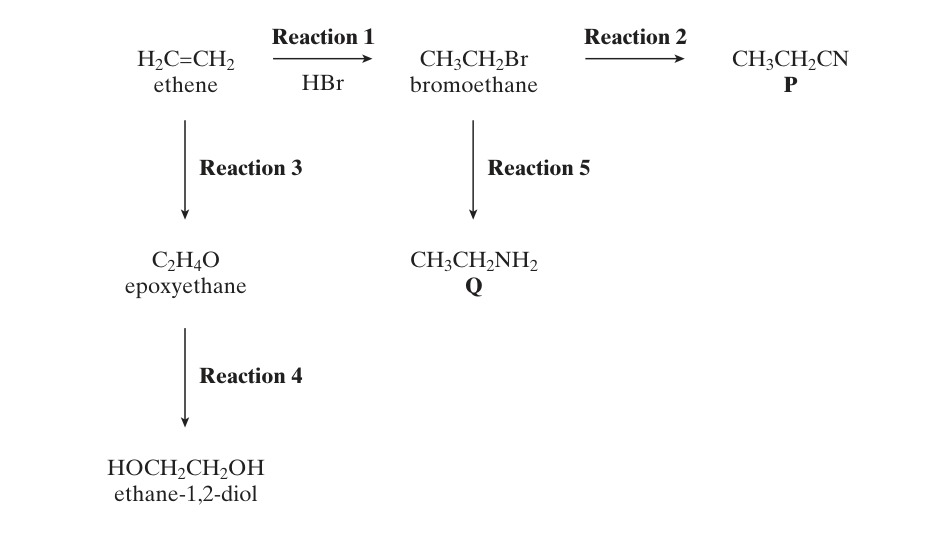 Reaction 1
Reaction 2
H₂C=CH₂
CH₃CH₂Br
CH₃CH₂CN
ethene
HBr
bromoethane
P
Reaction 3
Reaction 5
C₂H₄O
CH₃CH₂NH₂
epoxyethane
Q
Reaction 4
HOCH₂CH₂OH
ethane-1,2-diol